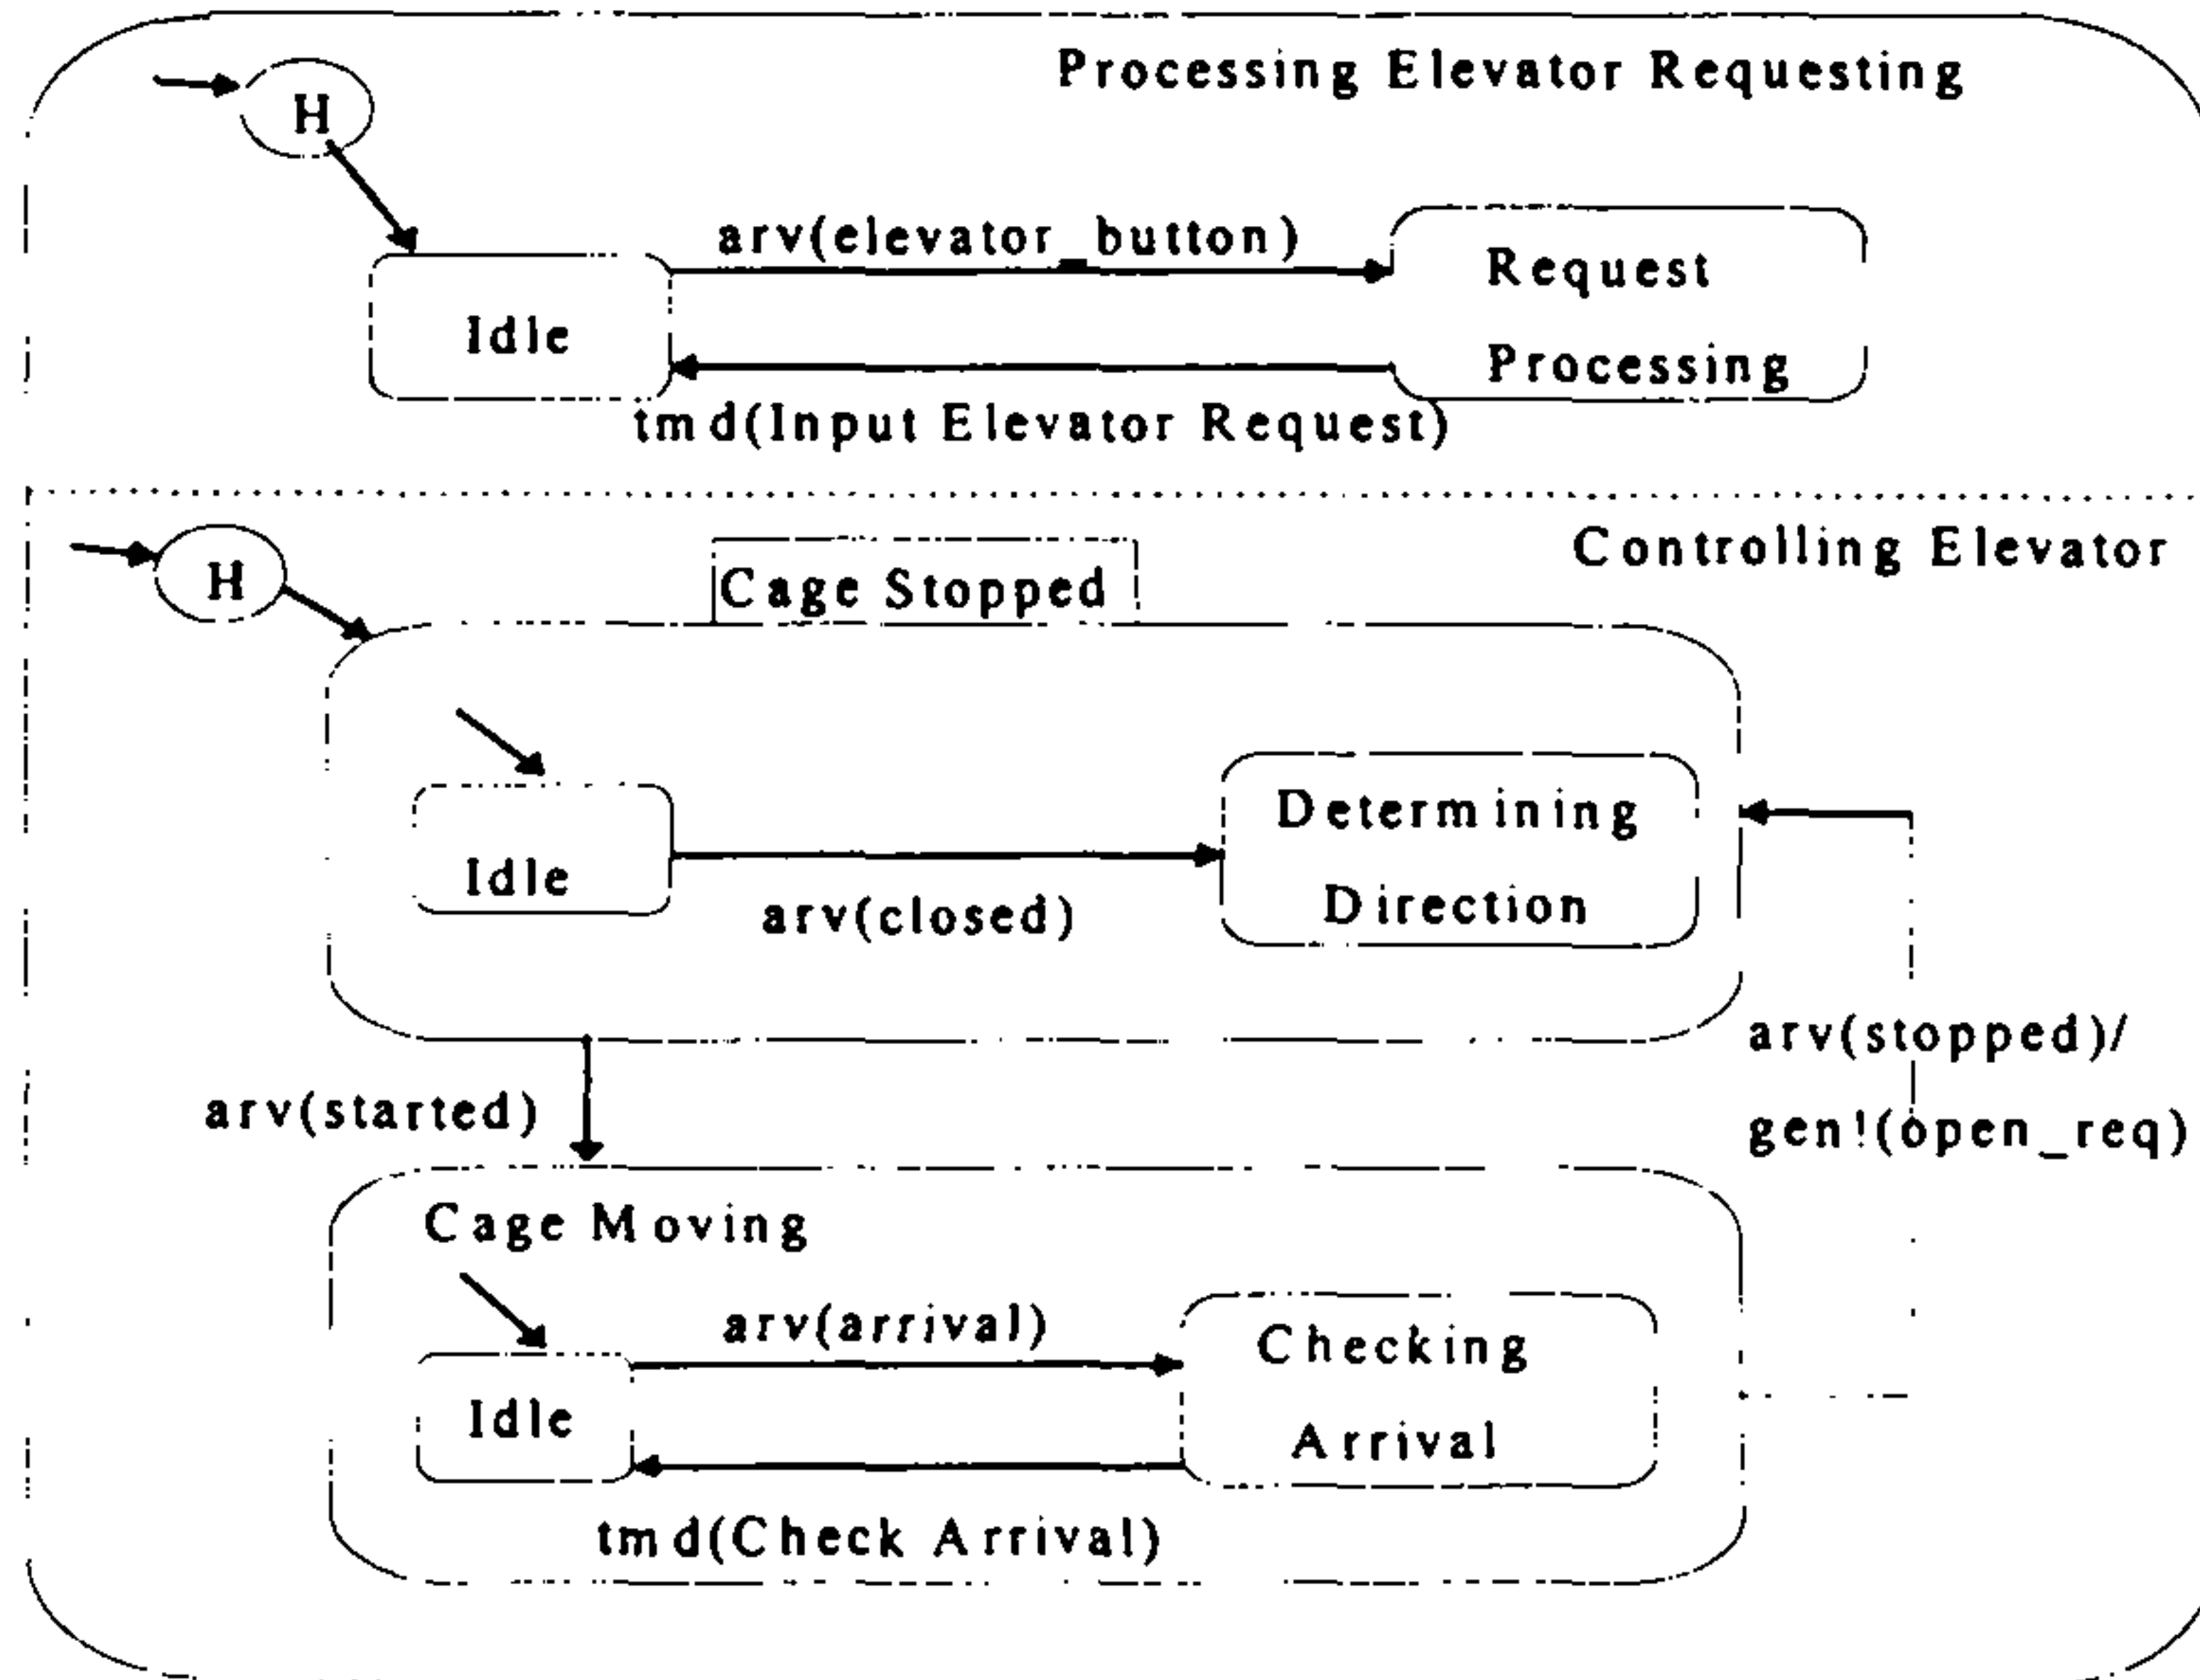 Processing Elevator Requesting
H
arv(elevator_button)
Request
Idle
Processing
tmd(Input Elevator Request)
Controlling Elevator
H
Cage Stopped
Determining
Idle
Direction
arv(closed)
arv(stopped)/
arv(started)
gen!(open_req)
Cage Moving
arv(arrival)
Checking
Idle
Arrival
tmd(Check Arrival)